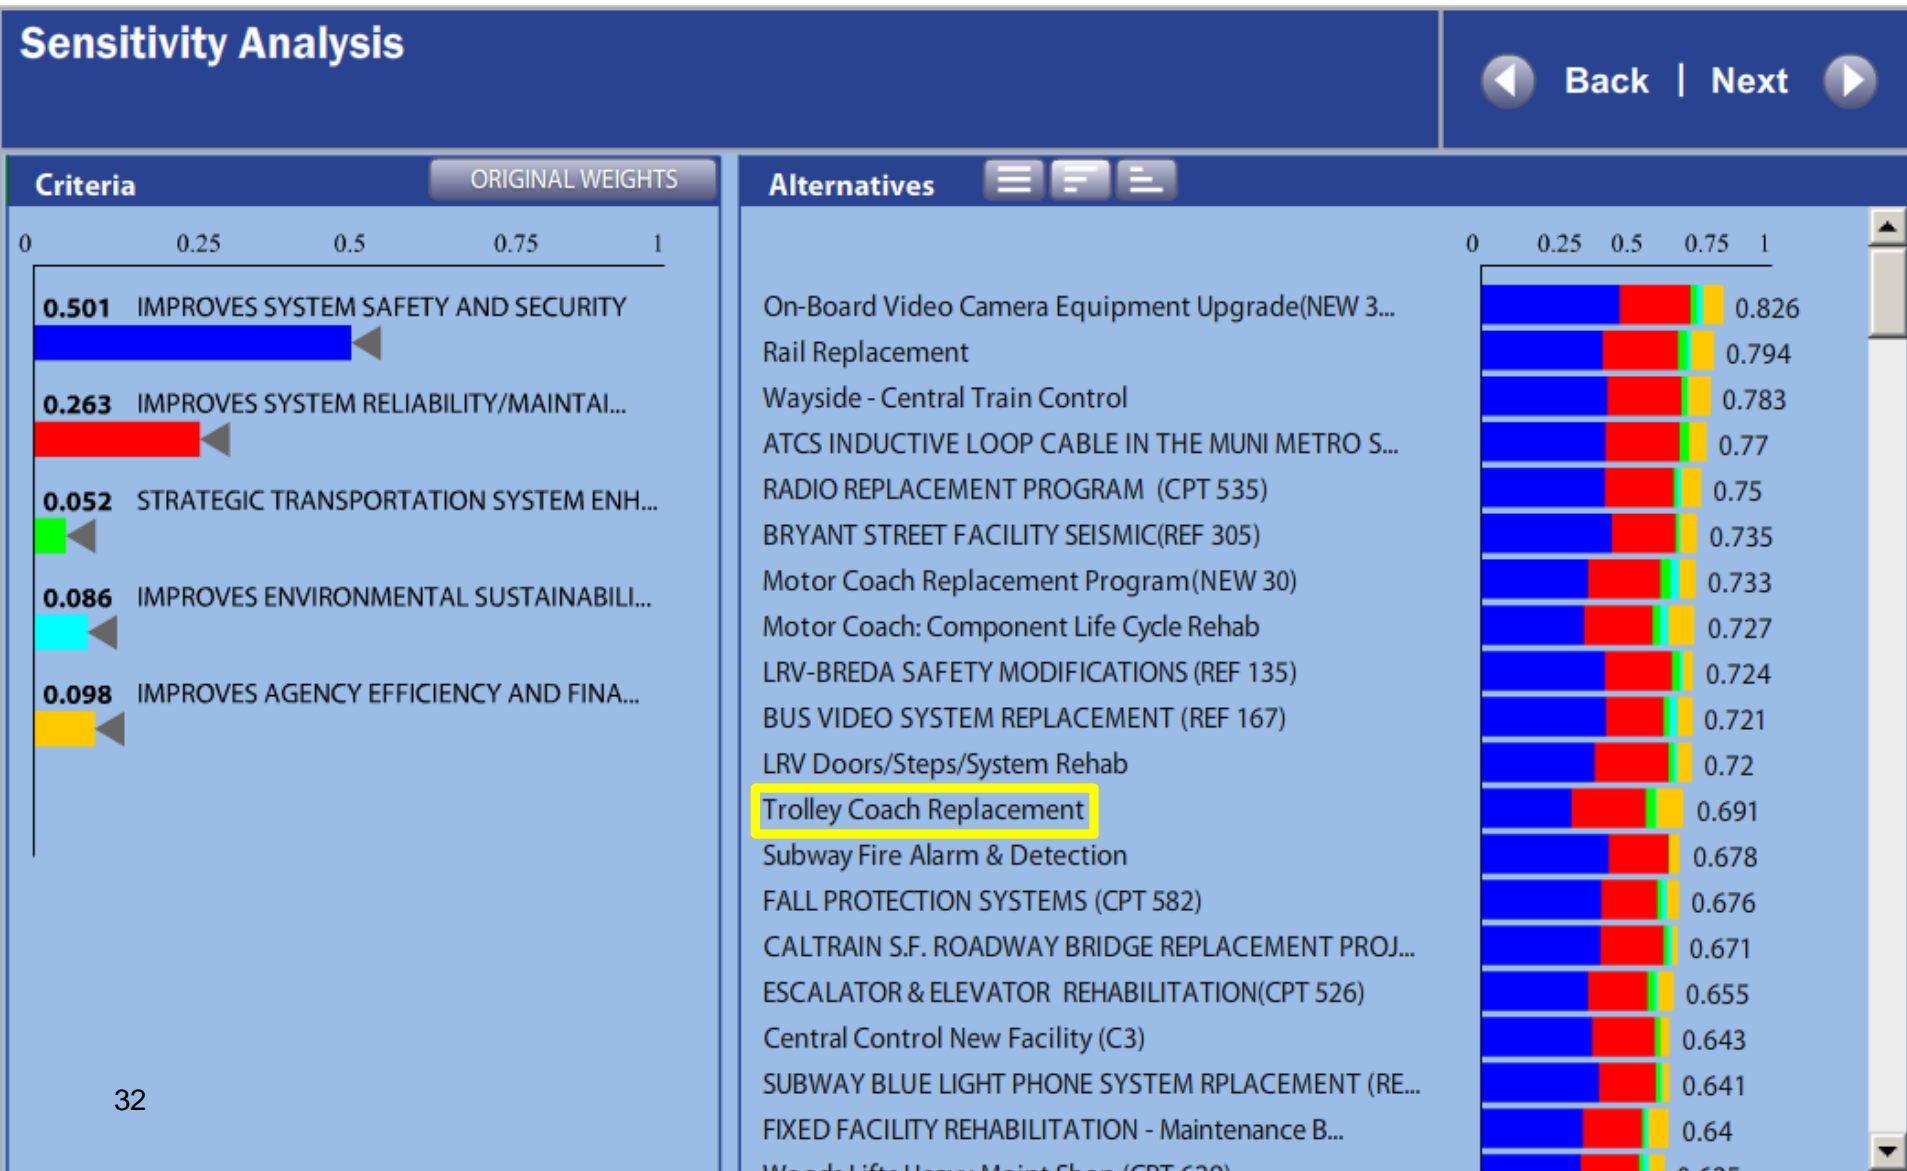 Sensitivity Analysis
Back | Next
Criteria
ORIGINAL WEIGHTS
0 0.25 0.5 0.75 1
0.501 IMPROVES SYSTEM SAFETY AND SECURITY
0.263 IMPROVES SYSTEM RELIABILITY/MAINTAI...
0.052 STRATEGIC TRANSPORTATION SYSTEM ENH...
0.086 IMPROVES ENVIRONMENTAL SUSTAINABILI...
0.098 IMPROVES AGENCY EFFICIENCY AND FINA...
32
Alternatives
0 0.25 0.5 0.75 1
On-Board Video Camera Equipment Upgrade(NEW 3... 0.826
Rail Replacement 0.794
Wayside - Central Train Control 0.783
ATCS INDUCTIVE LOOP CABLE IN THE MUNI METRO S... 0.77
RADIO REPLACEMENT PROGRAM (CPT 535) 0.75
BRYANT STREET FACILITY SEISMIC(REF 305) 0.735
Motor Coach Replacement Program(NEW 30) 0.733
Motor Coach: Component Life Cycle Rehab 0.727
LRV-BREDA SAFETY MODIFICATIONS (REF 135) 0.724
BUS VIDEO SYSTEM REPLACEMENT (REF 167) 0.721
LRV Doors/Steps/System Rehab 0.72
Trolley Coach Replacement 0.691
Subway Fire Alarm & Detection 0.678
FALL PROTECTION SYSTEMS (CPT 582) 0.676
CALTRAIN S.F. ROADWAY BRIDGE REPLACEMENT PROJ... 0.671
ESCALATOR & ELEVATOR REHABILITATION(CPT 526) 0.655
Central Control New Facility (C3) 0.643
SUBWAY BLUE LIGHT PHONE SYSTEM RPLACEMENT (RE... 0.641
FIXED FACILITY REHABILITATION - Maintenance B... 0.64